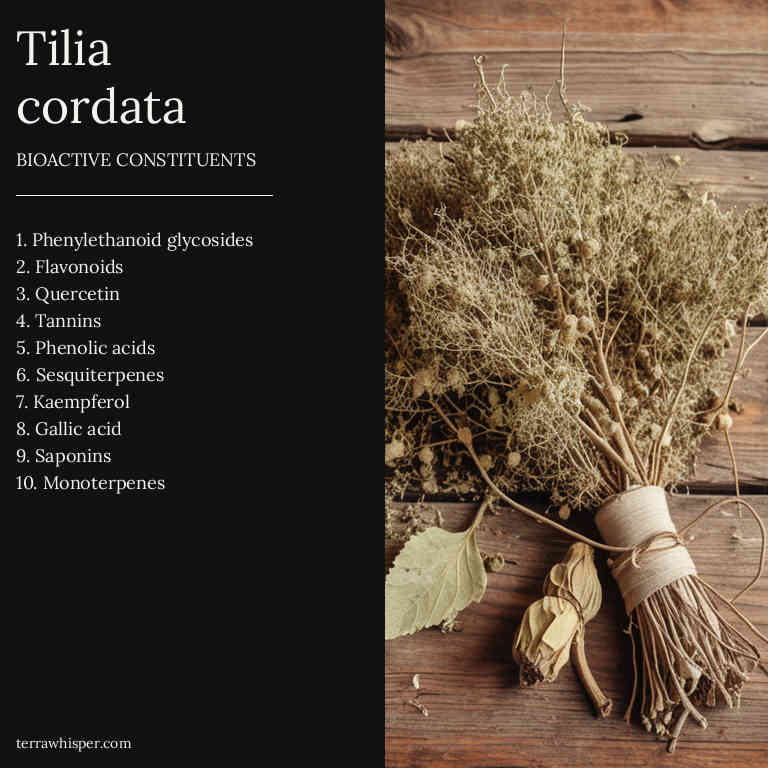 Tilia
cordata
BIOACTIVE CONSTITUENTS
1. Phenylethanoid glycosides
2. Flavonoids
3. Quercetin
4. Tannins
5. Phenolic acids
6. Sesquiterpenes
7. Kaempferol
8. Gallic acid
9. Saponins
10. Monoterpenes
terrawhisper.com